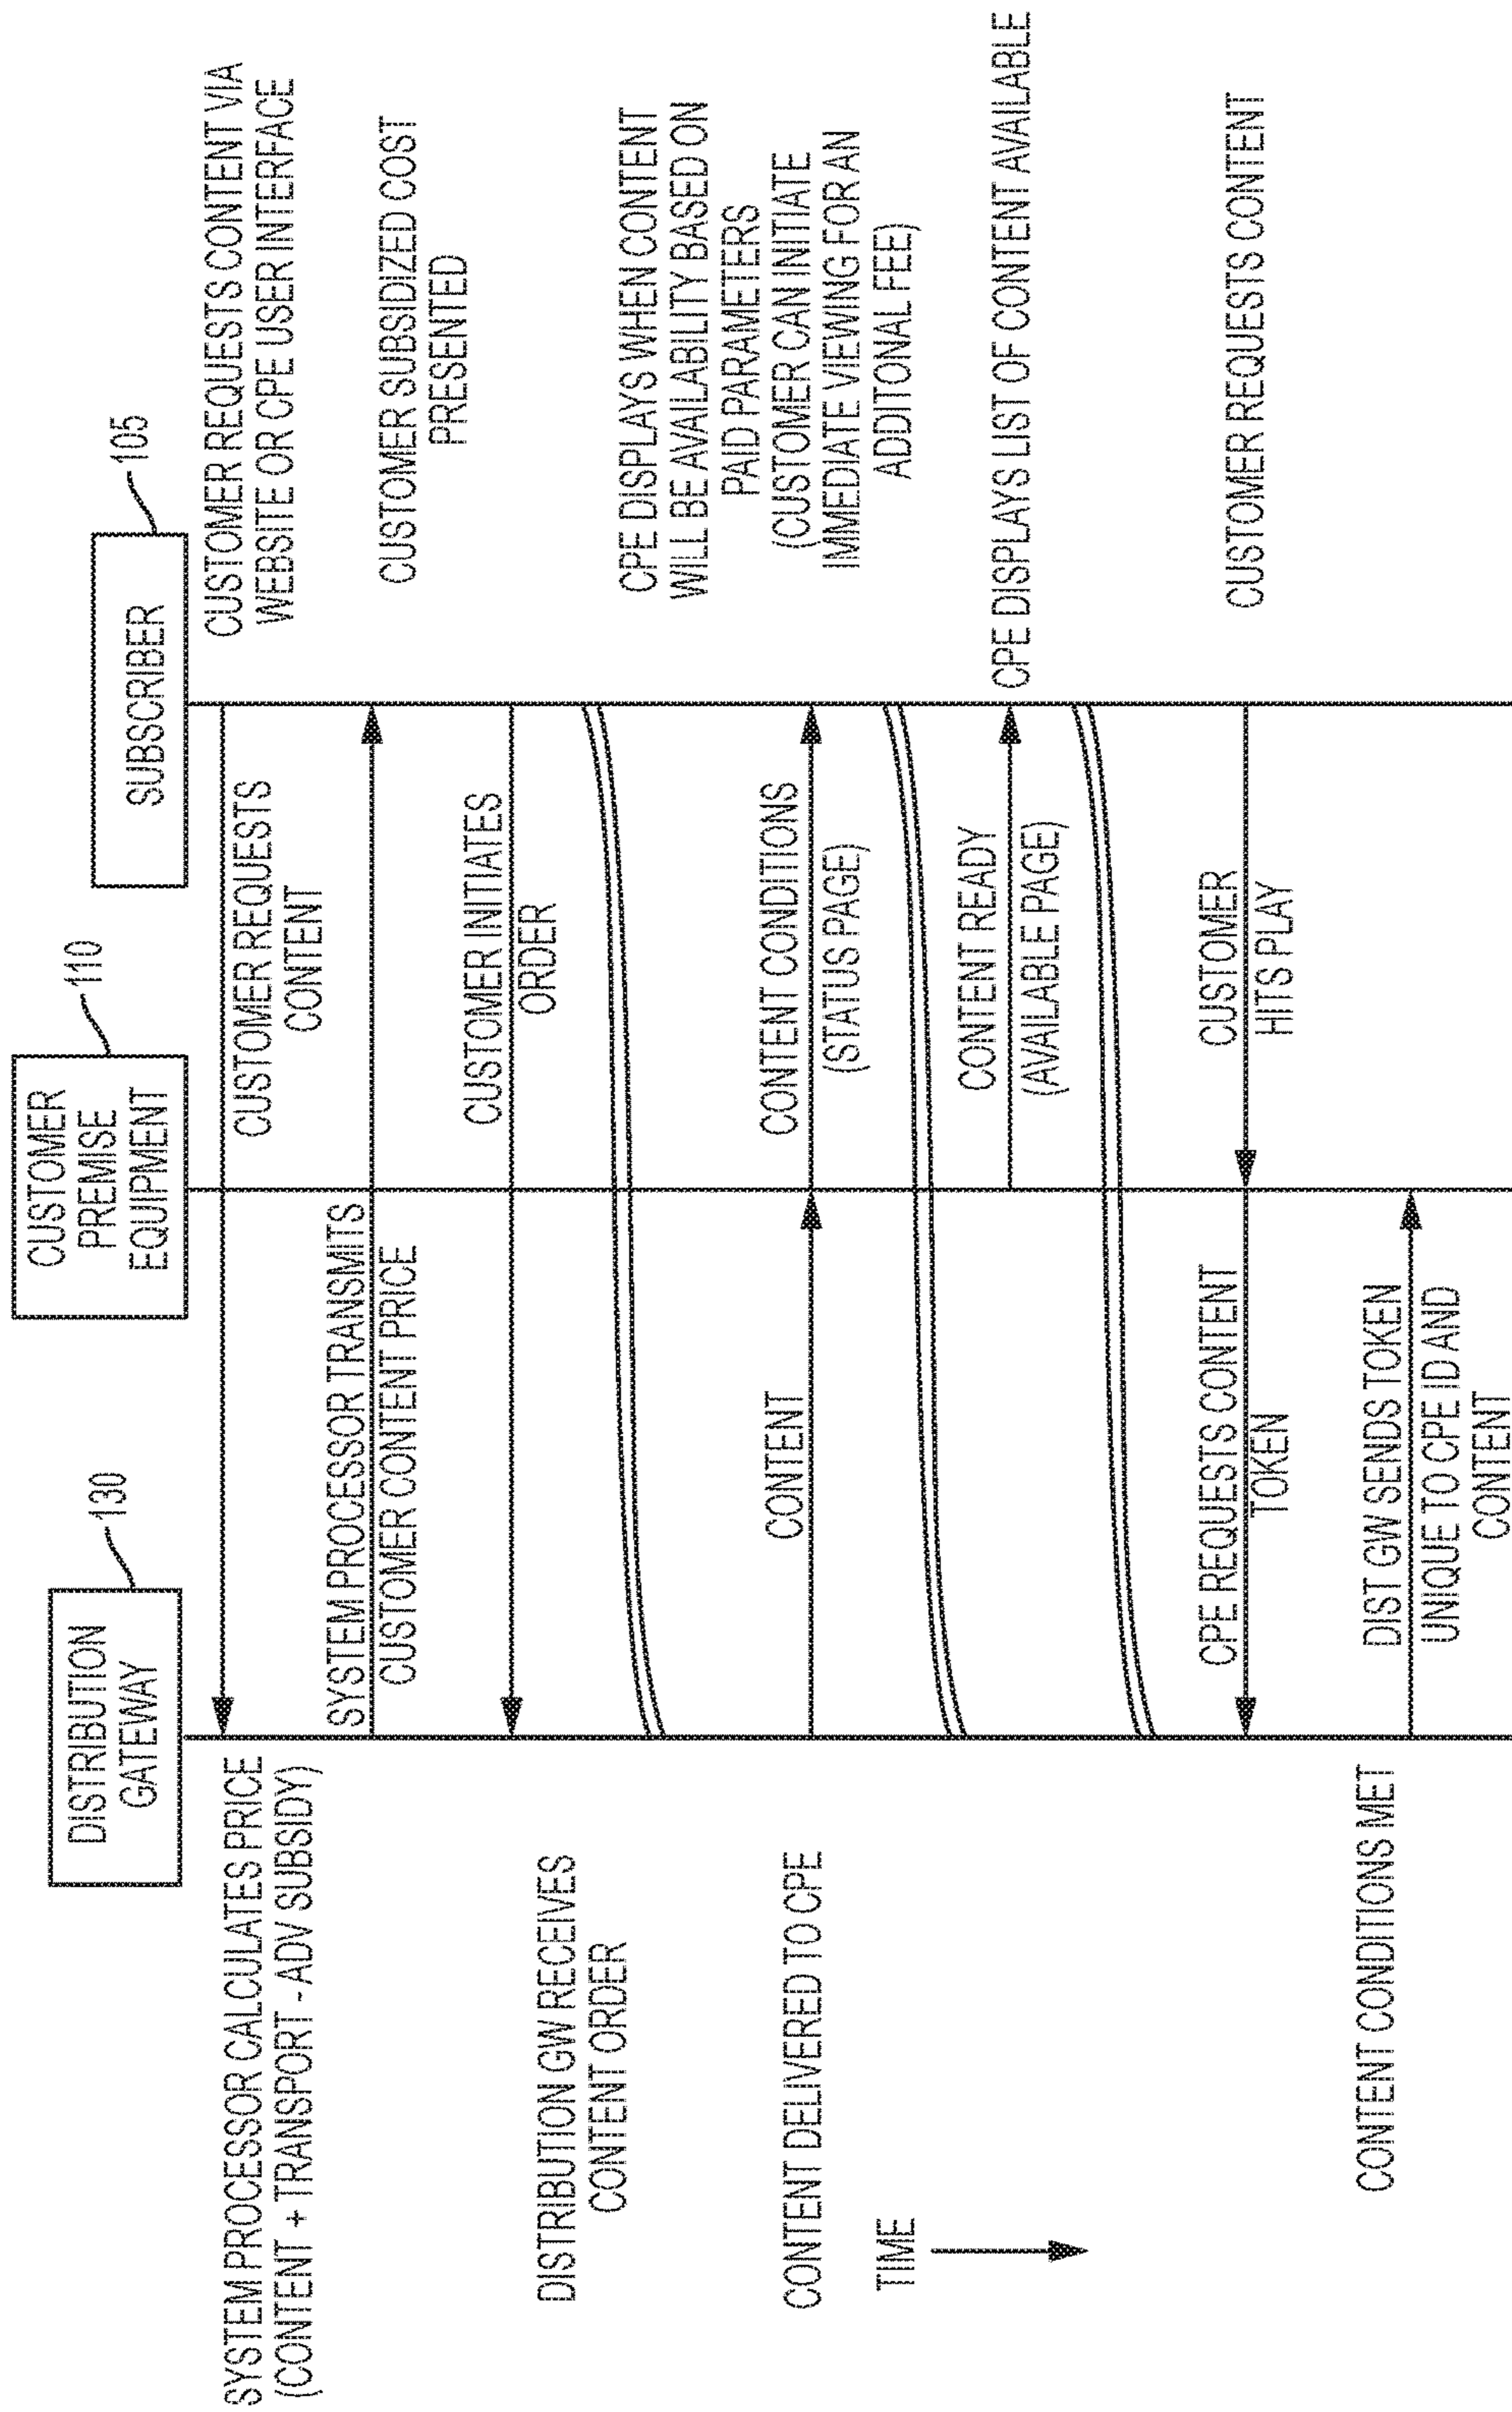 DISTRIBUTION
GATEWAY
130
CUSTOMER
PREMISE
EQUIPMENT
110
SUBSCRIBER
105
SYSTEM PROCESSOR CALCULATES PRICE
(CONTENT + TRANSPORT - ADV SUBSIDY)
CUSTOMER REQUESTS
CONTENT
CUSTOMER REQUESTS CONTENT VIA
WEBSITE OR CPE USER INTERFACE
SYSTEM PROCESSOR TRANSMITS
CUSTOMER CONTENT PRICE
CUSTOMER SUBSIDIZED COST
PRESENTED
DISTRIBUTION GW RECEIVES
CONTENT ORDER
CUSTOMER INITIATES
ORDER
CONTENT DELIVERED TO CPE
CONTENT
CONTENT CONDITIONS
(STATUS PAGE)
CPE DISPLAYS WHEN CONTENT
WILL BE AVAILABILITY BASED ON
PAID PARAMETERS
(CUSTOMER CAN INITIATE
IMMEDIATE VIEWING FOR AN
ADDITONAL FEE)
TIME
CONTENT READY
(AVAILABLE PAGE)
CPE DISPLAYS LIST OF CONTENT AVAILABLE
CPE REQUESTS CONTENT
TOKEN
CUSTOMER
HITS PLAY
CUSTOMER REQUESTS CONTENT
CONTENT CONDITIONS MET
DIST GW SENDS TOKEN
UNIQUE TO CPE ID AND
CONTENT